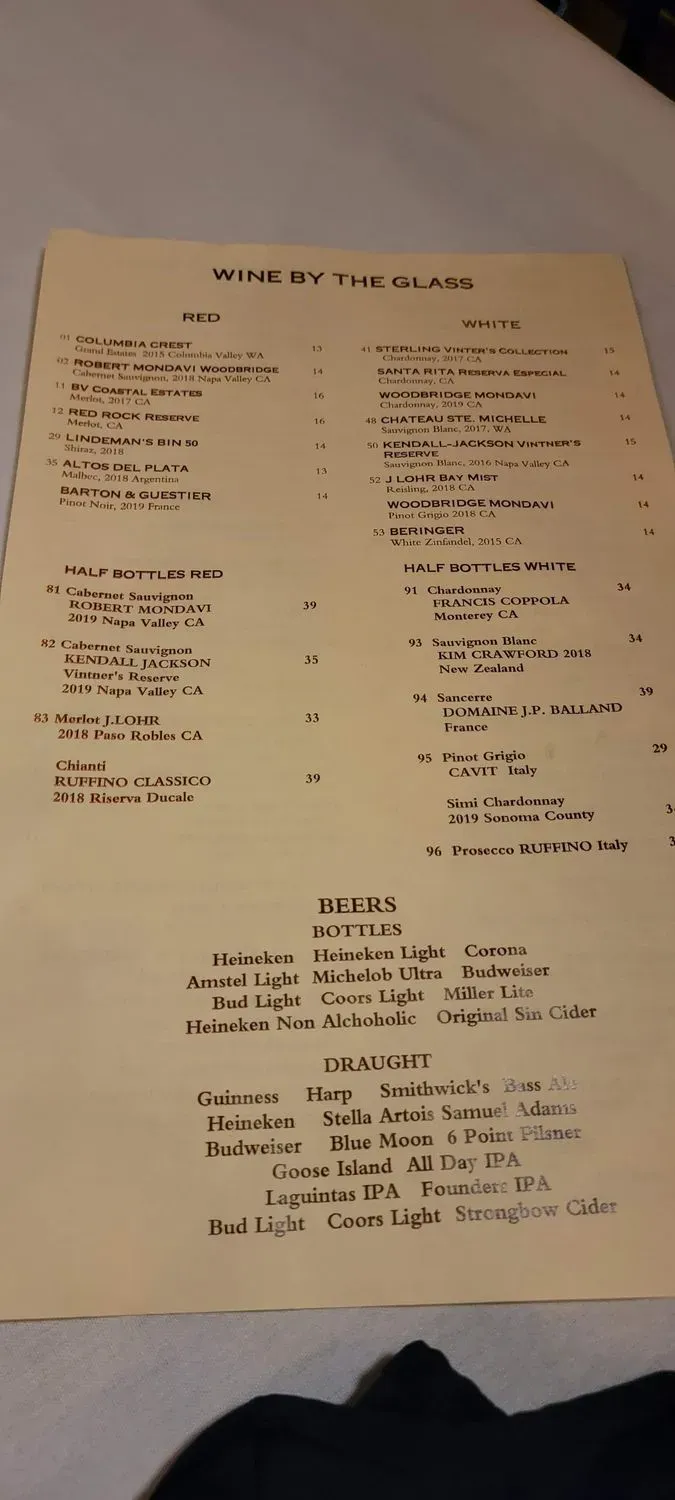 WINE BY THE GLASS
RED
01 COLUMBIA CREST 13
Grand Estates 2015 Columbia Valley WA
02 ROBERT MONDAVI WOODBRIDGE 14
Cabernet Sauvignon, 2018 Napa Valley CA
11 BV COASTAL ESTATES 16
Merlot, 2017 CA
12 RED ROCK RESERVE 16
Merlot, CA
29 LINDEMAN'S BIN 50 14
Shiraz, 2018
35 ALTOS DEL PLATA 13
Malbec, 2018 Argentina
BARTON & GUESTIER 14
Pinot Noir, 2019 France
WHITE
41 STERLING VINTER'S COLLECTION 15
Chardonnay, 2017 CA
SANTA RITA RESERVA ESPECIAL 14
Chardonnay, CA
WOODBRIDGE MONDAVI 14
Chardonnay, 2019 CA
48 CHATEAU STE. MICHELLE 14
Sauvignon Blanc, 2017, WA
50 KENDALL-JACKSON VINTNER'S 15
RESERVE
Sauvignon Blanc, 2016 Napa Valley CA
52 J LOHR BAY MIST 14
Reisling, 2018 CA
WOODBRIDGE MONDAVI 14
Pinot Grigio 2018 CA
53 BERINGER 14
White Zinfandel, 2015 CA
HALF BOTTLES RED
81 Cabernet Sauvignon
ROBERT MONDAVI 39
2019 Napa Valley CA
82 Cabernet Sauvignon
KENDALL JACKSON 35
Vintner's Reserve
2019 Napa Valley CA
83 Merlot J.LOHR 33
2018 Paso Robles CA
Chianti
RUFFINO CLASSICO 39
2018 Riserva Ducale
HALF BOTTLES WHITE
91 Chardonnay 34
FRANCIS COPPOLA
Monterey CA
93 Sauvignon Blanc 34
KIM CRAWFORD 2018
New Zealand
94 Sancerre 39
DOMAINE J.P. BALLAND
France
95 Pinot Grigio 29
CAVIT Italy
Simi Chardonnay
2019 Sonoma County
96 Prosecco RUFFINO Italy
BEERS
BOTTLES
Heineken Heineken Light Corona
Amstel Light Michelob Ultra Budweiser
Bud Light Coors Light Miller Lite
Heineken Non Alchoholic Original Sin Cider
DRAUGHT
Guinness Harp Smithwick's Bass Ale
Heineken Stella Artois Samuel Adams
Budweiser Blue Moon 6 Point Pilsner
Goose Island All Day IPA
Laguintas IPA Founders IPA
Bud Light Coors Light Strongbow Cider